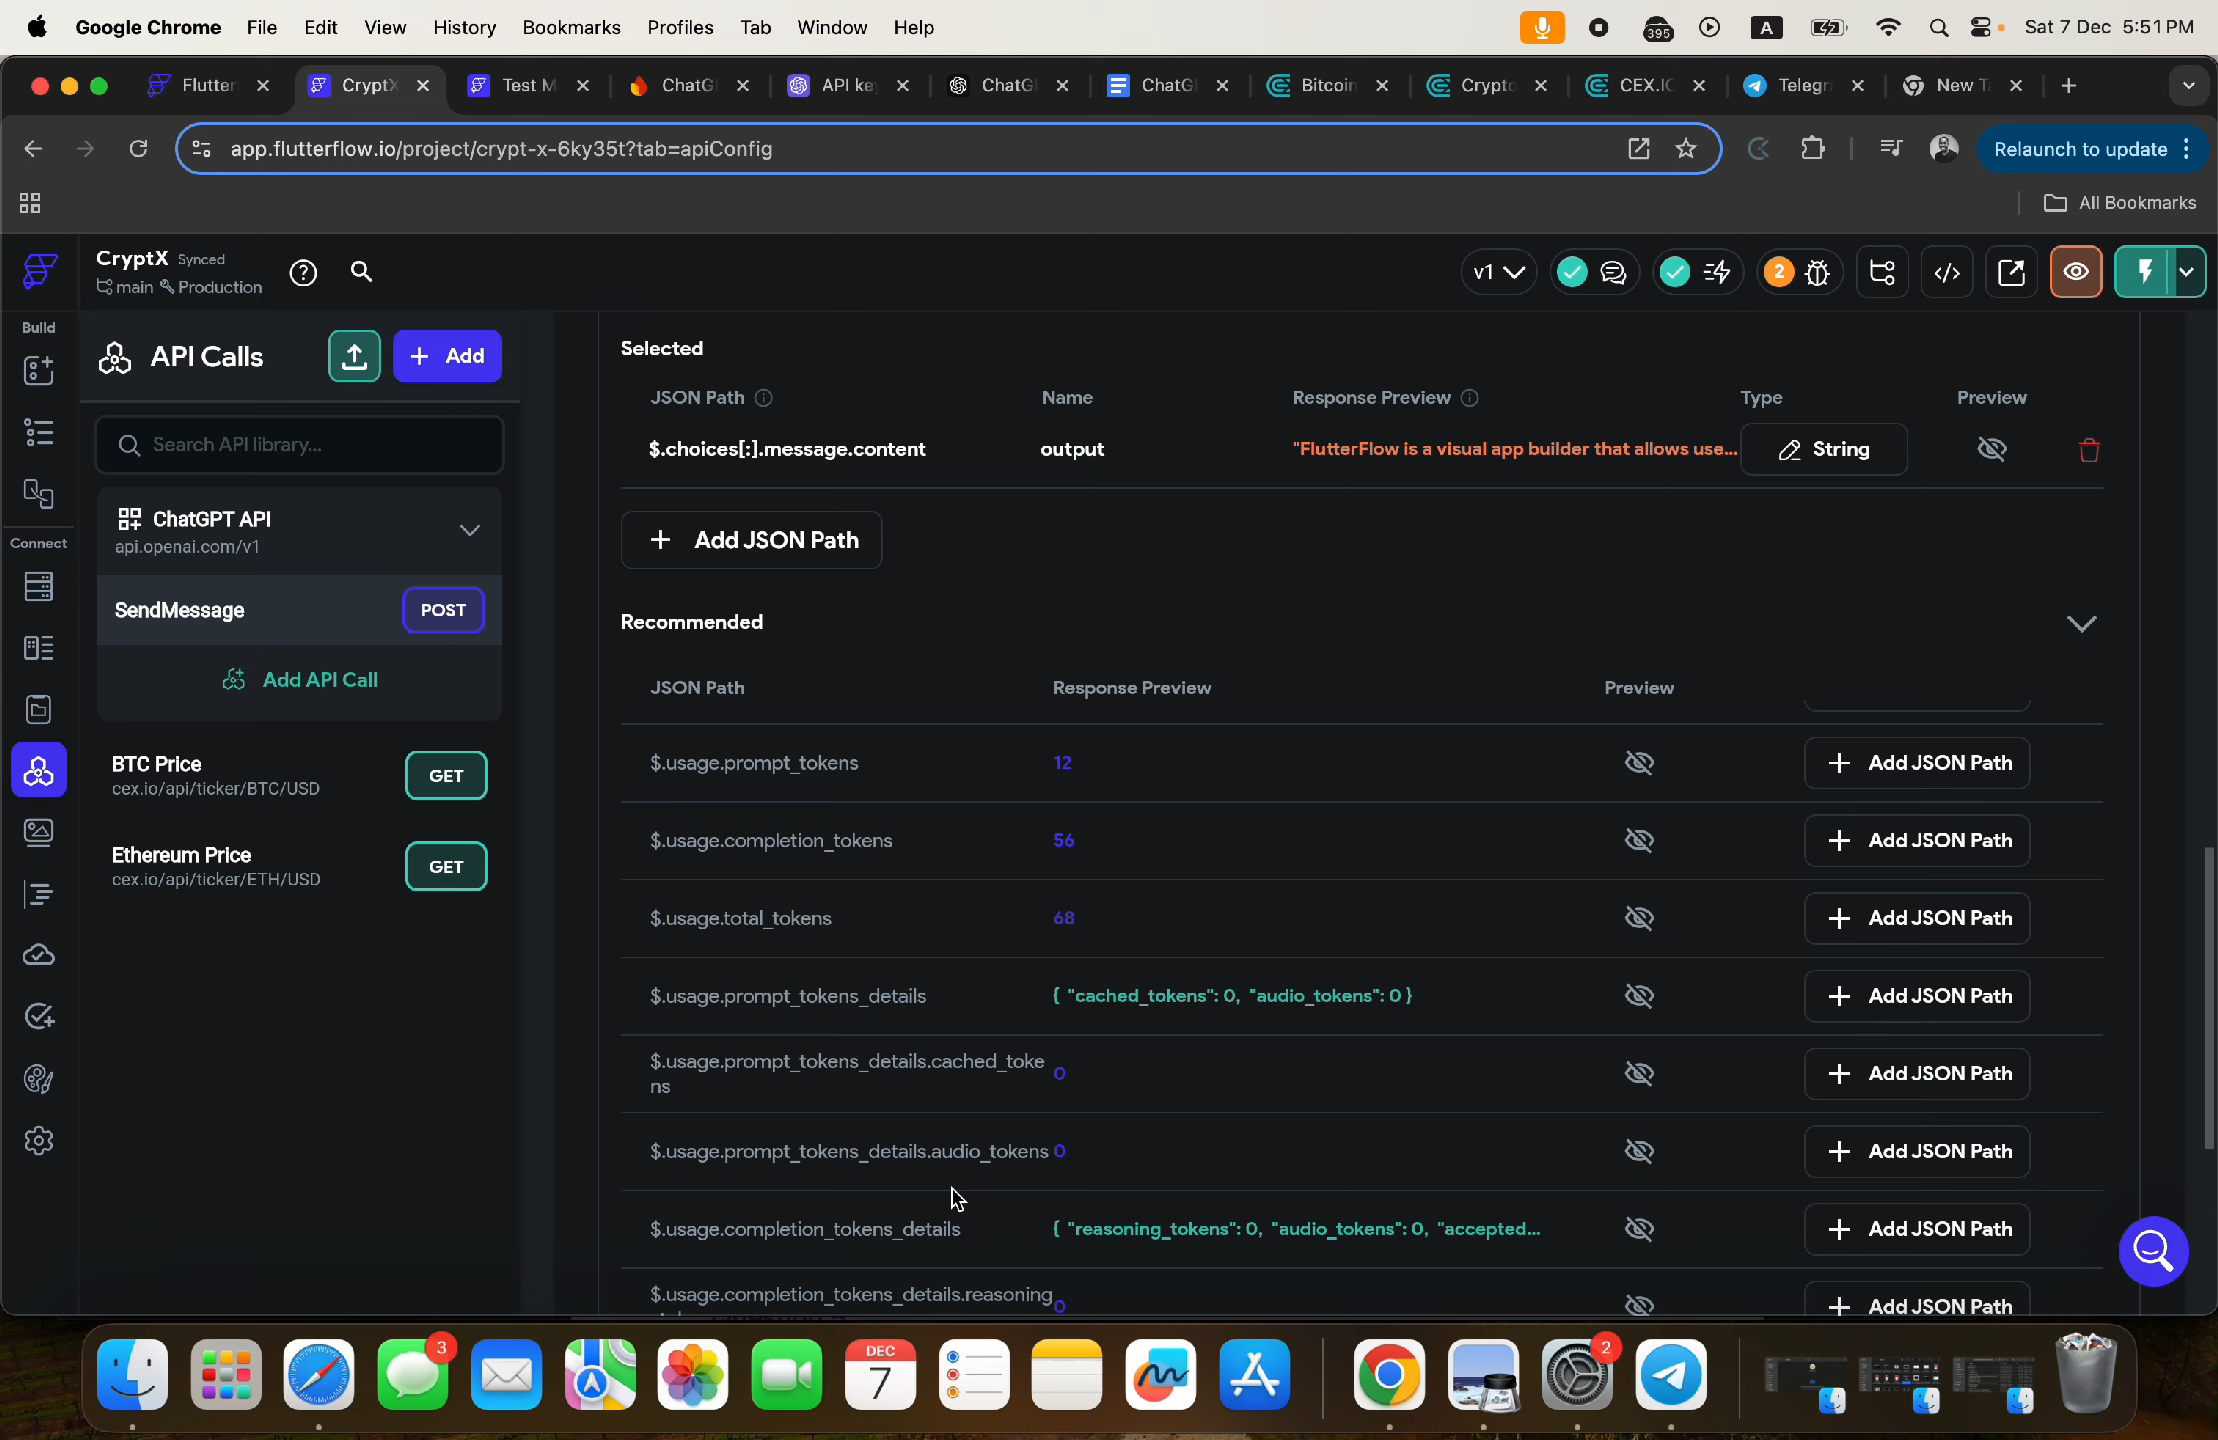 Google Chrome File Edit View History Bookmarks Profiles Tab Window Help 395 A Sat 7 Dec 5:51 PM
Flutter CryptX Test M ChatG API key ChatG ChatG Bitcoin Crypto CEX.IO Telegr New T
app.flutterflow.io/project/crypt-x-6ky35t?tab=apiConfig Relaunch to update
All Bookmarks
CryptX Synced
main Production
v1 2
Build
Connect
API Calls Add
Search API library...
ChatGPT API
api.openai.com/v1
SendMessage POST
Add API Call
BTC Price
cex.io/api/ticker/BTC/USD
GET
Ethereum Price
cex.io/api/ticker/ETH/USD
GET
Selected
JSON Path Name Response Preview Type Preview
$.choices[:].message.content output "FlutterFlow is a visual app builder that allows use... String
Add JSON Path
Recommended
JSON Path Response Preview Preview
$.usage.prompt_tokens 12 Add JSON Path
$.usage.completion_tokens 56 Add JSON Path
$.usage.total_tokens 68 Add JSON Path
$.usage.prompt_tokens_details { "cached_tokens": 0, "audio_tokens": 0 } Add JSON Path
$.usage.prompt_tokens_details.cached_toke
ns
0 Add JSON Path
$.usage.prompt_tokens_details.audio_tokens 0 Add JSON Path
$.usage.completion_tokens_details { "reasoning_tokens": 0, "audio_tokens": 0, "accepted... Add JSON Path
$.usage.completion_tokens_details.reasoning_ 0 Add JSON Path
3
DEC
7
2